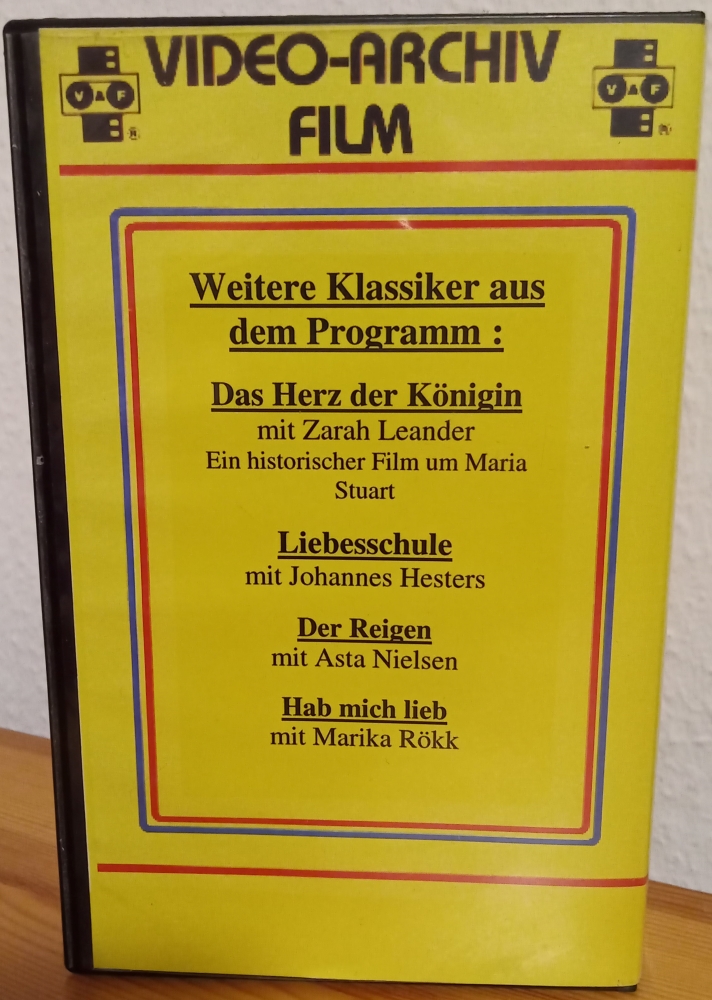 VIDEO-ARCHIV
FILM
V A F
V A F
Weitere Klassiker aus
dem Programm :
Das Herz der Königin
mit Zarah Leander
Ein historischer Film um Maria
Stuart
Liebesschule
mit Johannes Hesters
Der Reigen
mit Asta Nielsen
Hab mich lieb
mit Marika Rökk